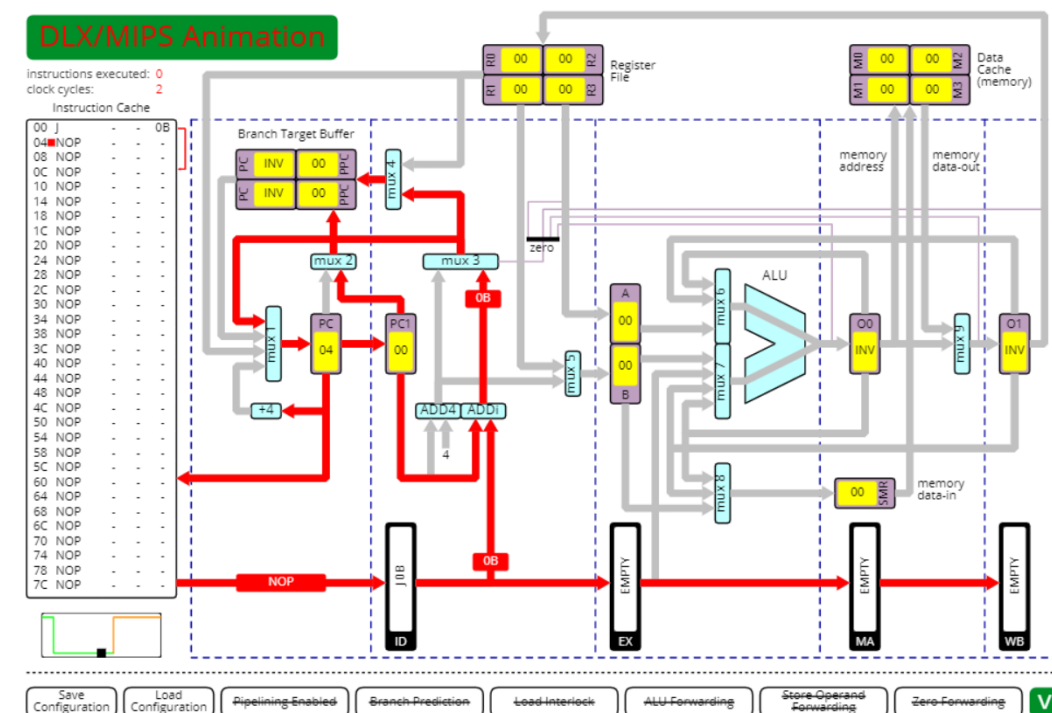 DLX/MIPS Animation
instructions executed: 0
clock cycles: 2
Instruction Cache
00 J - - 0B
04 NOP - - -
08 NOP - - -
0C NOP - - -
10 NOP - - -
14 NOP - - -
18 NOP - - -
1C NOP - - -
20 NOP - - -
24 NOP - - -
28 NOP - - -
2C NOP - - -
30 NOP - - -
34 NOP - - -
38 NOP - - -
3C NOP - - -
40 NOP - - -
44 NOP - - -
48 NOP - - -
4C NOP - - -
50 NOP - - -
54 NOP - - -
58 NOP - - -
5C NOP - - -
60 NOP - - -
64 NOP - - -
68 NOP - - -
6C NOP - - -
70 NOP - - -
74 NOP - - -
78 NOP - - -
7C NOP - - -
R0 00 00 R2
R1 00 00 R3
Register
File
M0 00 00 M2
M1 00 00 M3
Data
Cache
(memory)
Branch Target Buffer
PC INV 00 PPC
PC INV 00 PPC
mux 4
memory
address
memory
data-out
zero
mux 2
mux 3
0B
mux 1
PC
04
PC1
00
+4
ADD4
ADDi
4
mux 5
A
00
00
B
mux 6
mux 7
ALU
O0
INV
mux 9
O1
INV
mux 8
00 SMR
memory
data-in
0B
NOP
J 0B
ID
EMPTY
EX
EMPTY
MA
EMPTY
WB
Save
Configuration
Load
Configuration
Pipelining Enabled
Branch Prediction
Load Interlock
ALU Forwarding
Store Operand
Forwarding
Zero Forwarding
V